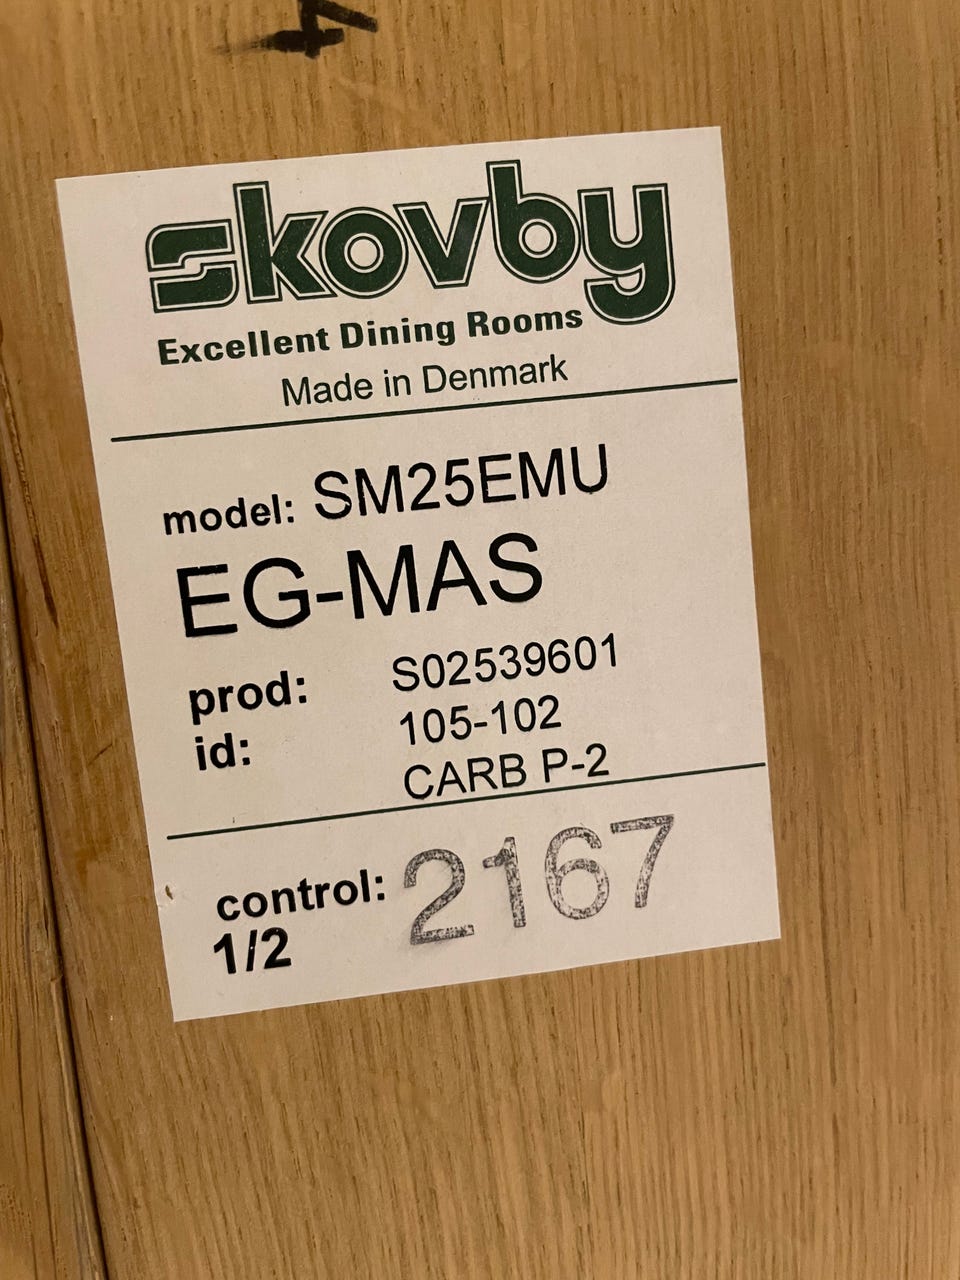 4
skovby
Excellent Dining Rooms
Made in Denmark
model: SM25EMU
EG-MAS
prod: S02539601
id: 105-102
CARB P-2
control: 2167
1/2